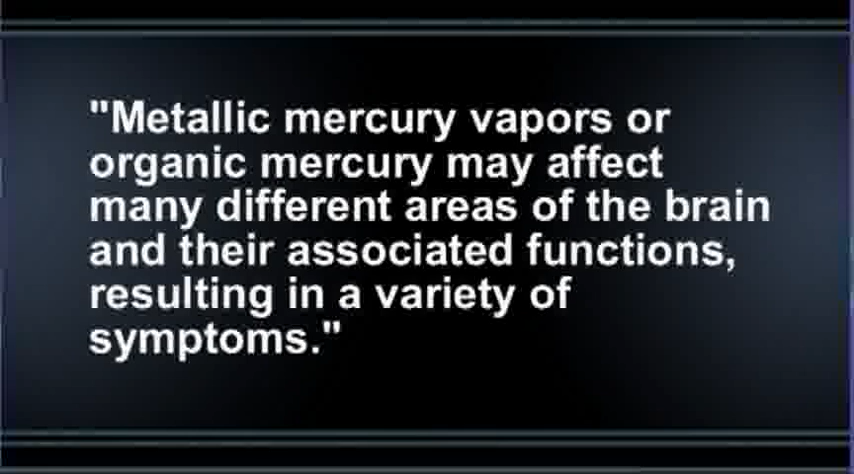 "Metallic mercury vapors or
organic mercury may affect
many different areas of the brain
and their associated functions,
resulting in a variety of
symptoms."